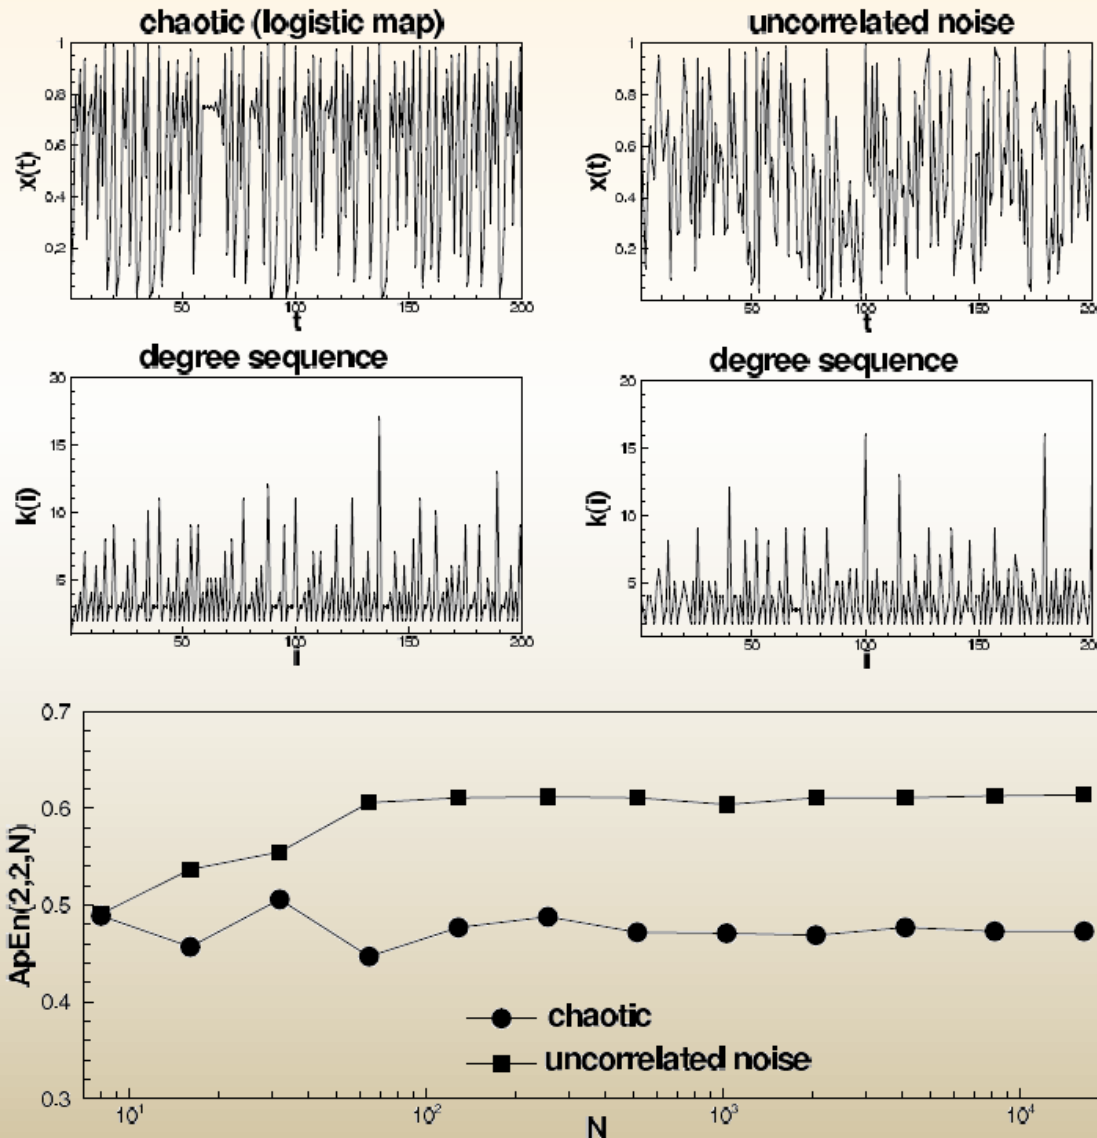 chaotic (logistic map)
uncorrelated noise
1
0.8
0.6
0.4
0.2
x(t)
50
100
150
200
t
1
0.8
0.6
0.4
0.2
x(t)
50
100
150
200
t
degree sequence
degree sequence
20
15
10
5
k(i)
50
100
150
200
i
20
15
10
5
k(i)
50
100
150
200
i
0.7
0.6
0.5
0.4
0.3
ApEn(2,2,N)
chaotic
uncorrelated noise
10¹
10²
10³
10⁴
N